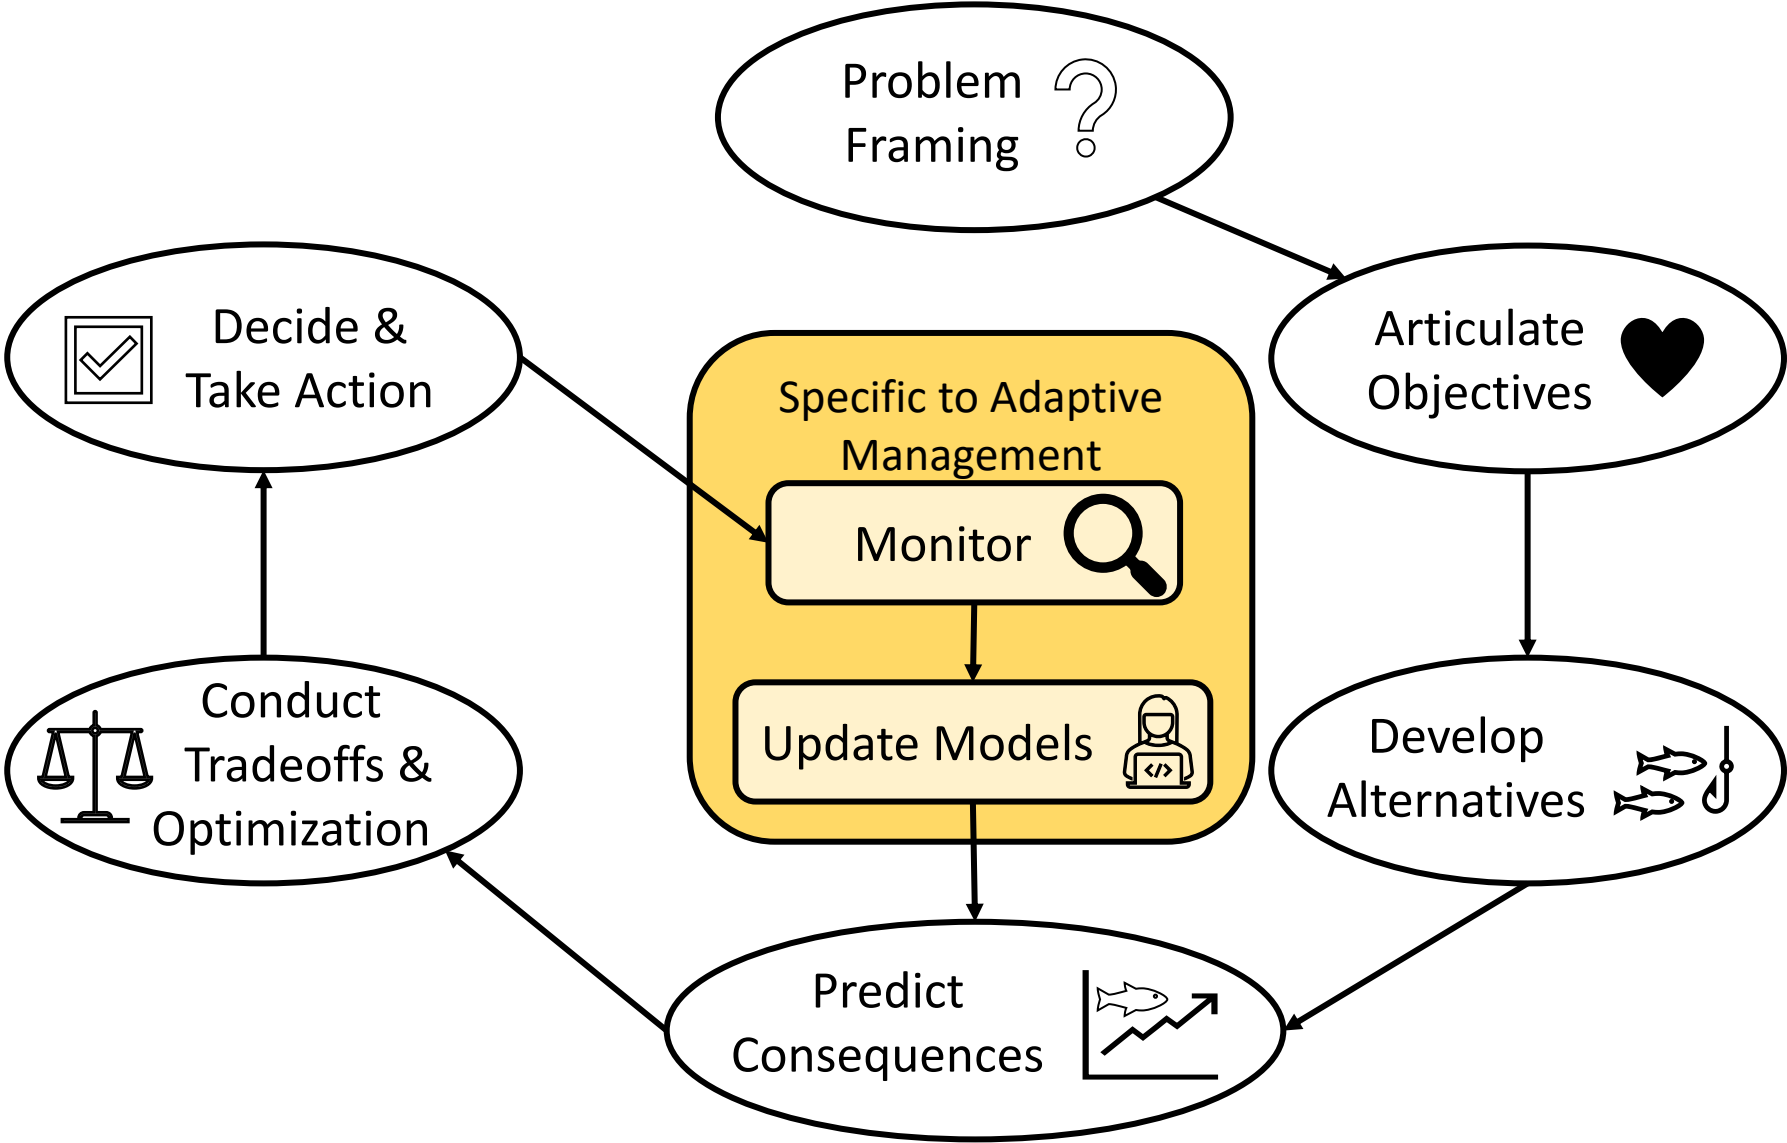 Problem
Framing
Articulate
Objectives
Develop
Alternatives
Predict
Consequences
Conduct
Tradeoffs &
Optimization
Decide &
Take Action
Specific to Adaptive
Management
Monitor
Update Models
</>